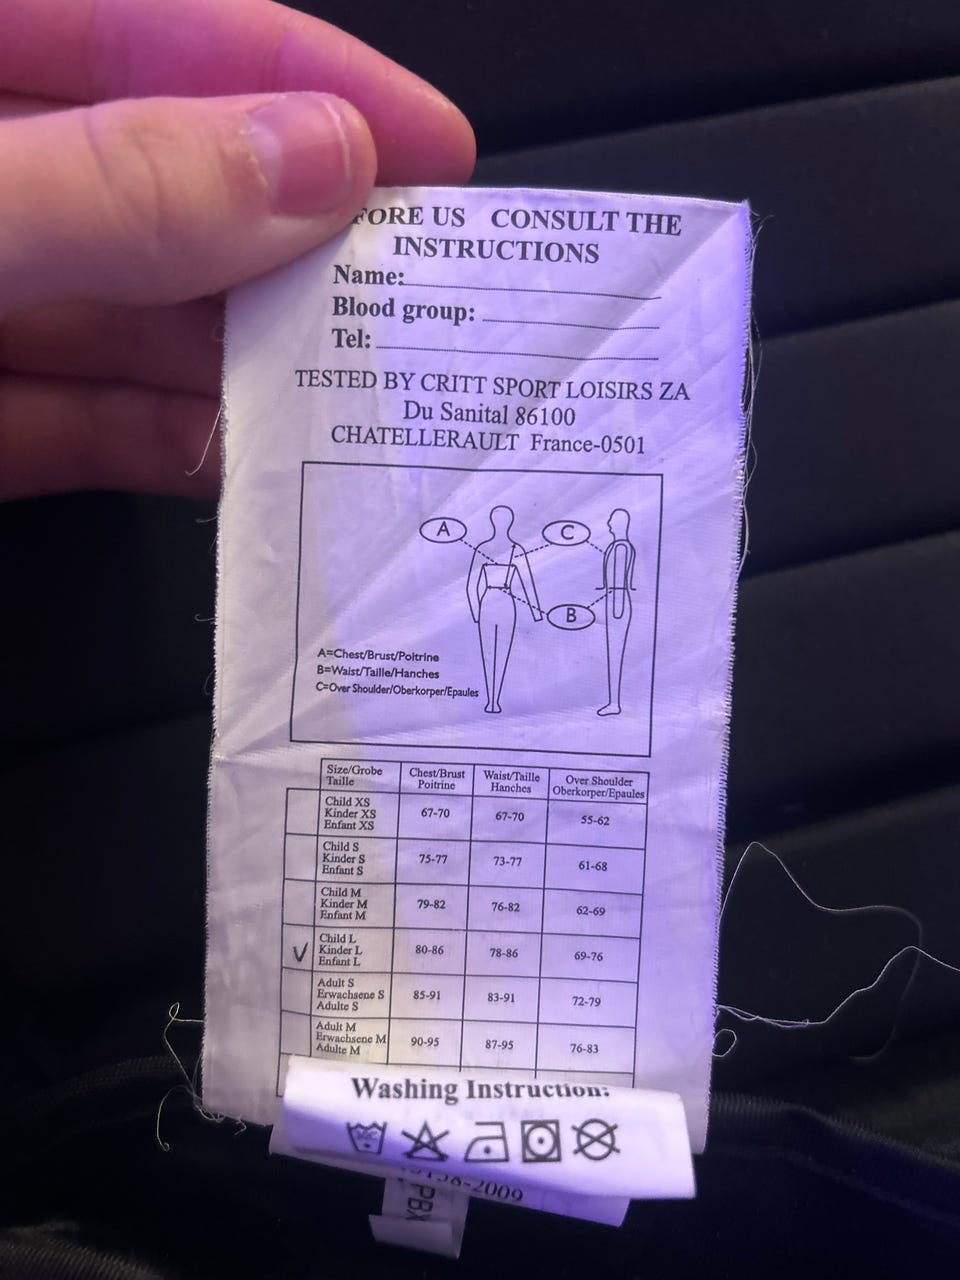 FORE US CONSULT THE
INSTRUCTIONS
Name:
Blood group:
Tel:
TESTED BY CRITT SPORT LOISIRS ZA
Du Sanital 86100
CHATELLERAULT France-0501
A
C
B
A=Chest/Brust/Poitrine
B=Waist/Taille/Hanches
C=Over Shoulder/Oberkorper/Epaules
Size/Grobe
Taille
Chest/Brust
Poitrine
Waist/Taille
Hanches
Over Shoulder
Oberkorper/Epaules
Child XS
Kinder XS
Enfant XS
67-70
67-70
55-62
Child S
Kinder S
Enfant S
75-77
73-77
61-68
Child M
Kinder M
Enfant M
79-82
76-82
62-69
Child L
Kinder L
Enfant L
80-86
78-86
69-76
Adult S
Erwachsene S
Adulte S
85-91
83-91
72-79
Adult M
Erwachsene M
Adulte M
90-95
87-95
76-83
Washing Instruction:
-2009
PBX